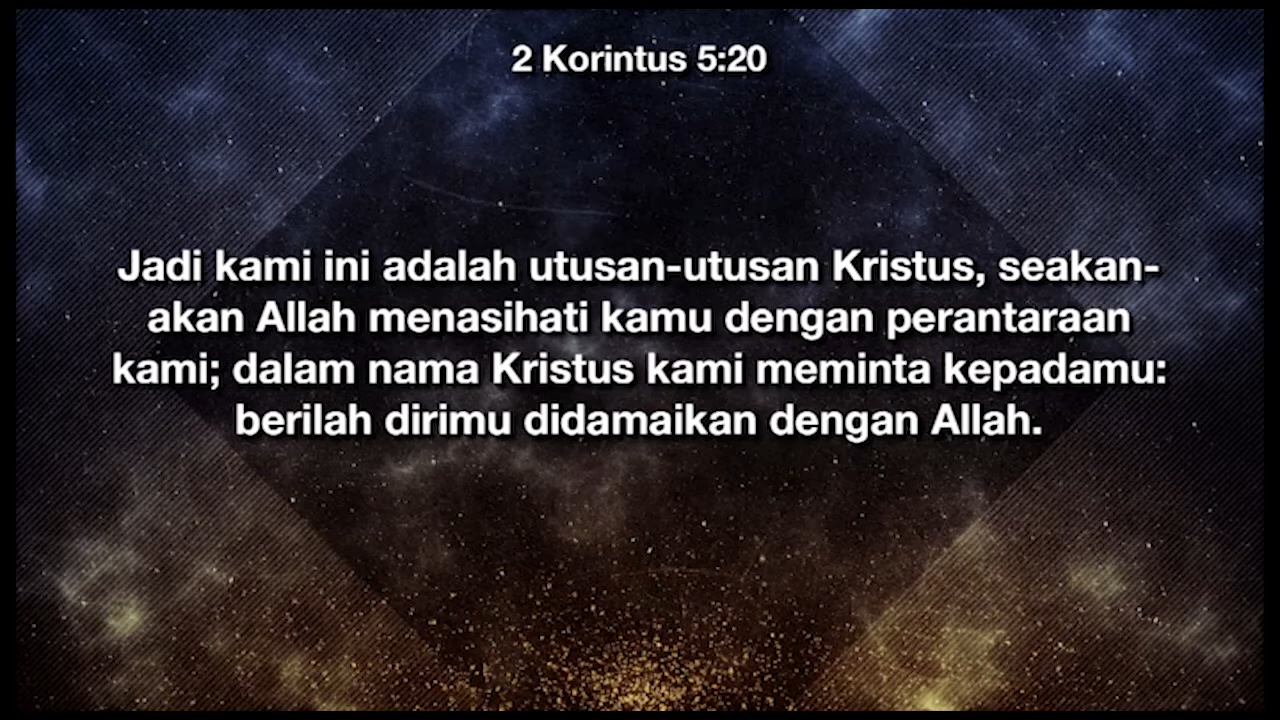 2 Korintus 5:20
Jadi kami ini adalah utusan-utusan Kristus, seakan-
akan Allah menasihati kamu dengan perantaraan
kami; dalam nama Kristus kami meminta kepadamu:
berilah dirimu didamaikan dengan Allah.